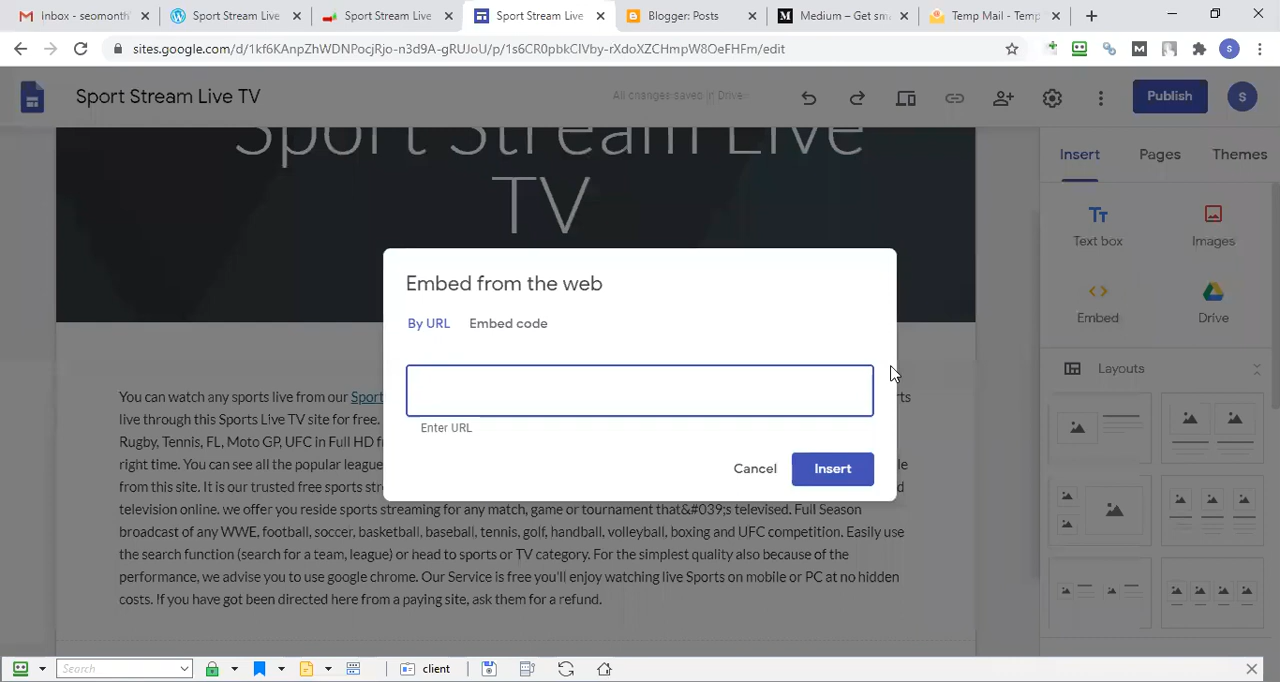 Inbox - seomonth
Sport Stream Live
Sport Stream Live
Sport Stream Live
Blogger: Posts
Medium – Get sm
Temp Mail - Temp
sites.google.com/d/1kf6KAnpZhWDNPocjRjo-n3d9A-gRUJoU/p/1s6CR0pbkClVby-rXdoXZCHmpW8OeFHFm/edit
Sport Stream Live TV
All changes saved in Drive
Publish
S
Sport Stream Live
TV
Insert
Pages
Themes
Text box
Images
Embed
Drive
Layouts
Embed from the web
By URL
Embed code
Enter URL
Cancel
Insert
You can watch any sports live from our Sport
live through this Sports Live TV site for free.
Rugby, Tennis, FL, Moto GP, UFC in Full HD
right time. You can see all the popular league
from this site. It is our trusted free sports
television online. we offer you reside sports streaming for any match, game or tournament that&#039;s televised. Full Season
broadcast of any WWE, football, soccer, basketball, baseball, tennis, golf, handball, volleyball, boxing and UFC competition. Easily use
the search function (search for a team, league) or head to sports or TV category. For the simplest quality also because of the
performance, we advise you to use google chrome. Our Service is free you'll enjoy watching live Sports on mobile or PC at no hidden
costs. If you have got been directed here from a paying site, ask them for a refund.
Search
client